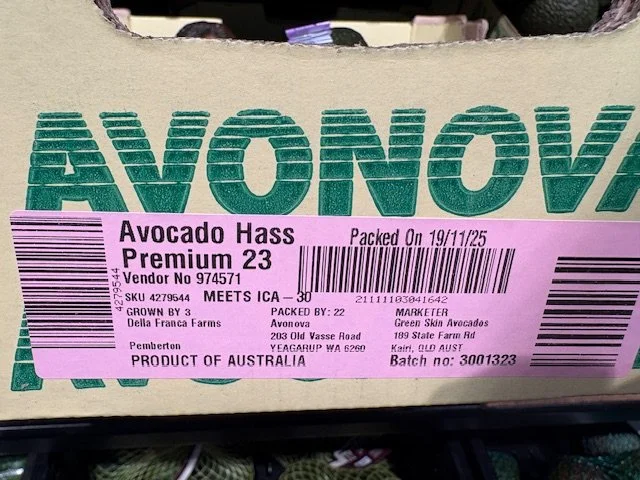 AVONOVA
Avocado Hass
Premium 23
Packed On 19/11/25
Vendor No 974571
SKU 4279544 MEETS ICA - 30
4279544
21111103041642
GROWN BY 3
Della Franca Farms
Pemberton
PACKED BY: 22
Avonova
203 Old Vasse Road
YEAGARUP WA 6260
MARKETER
Green Skin Avocados
189 State Farm Rd
Kairi, QLD AUST
PRODUCT OF AUSTRALIA
Batch no: 3001323